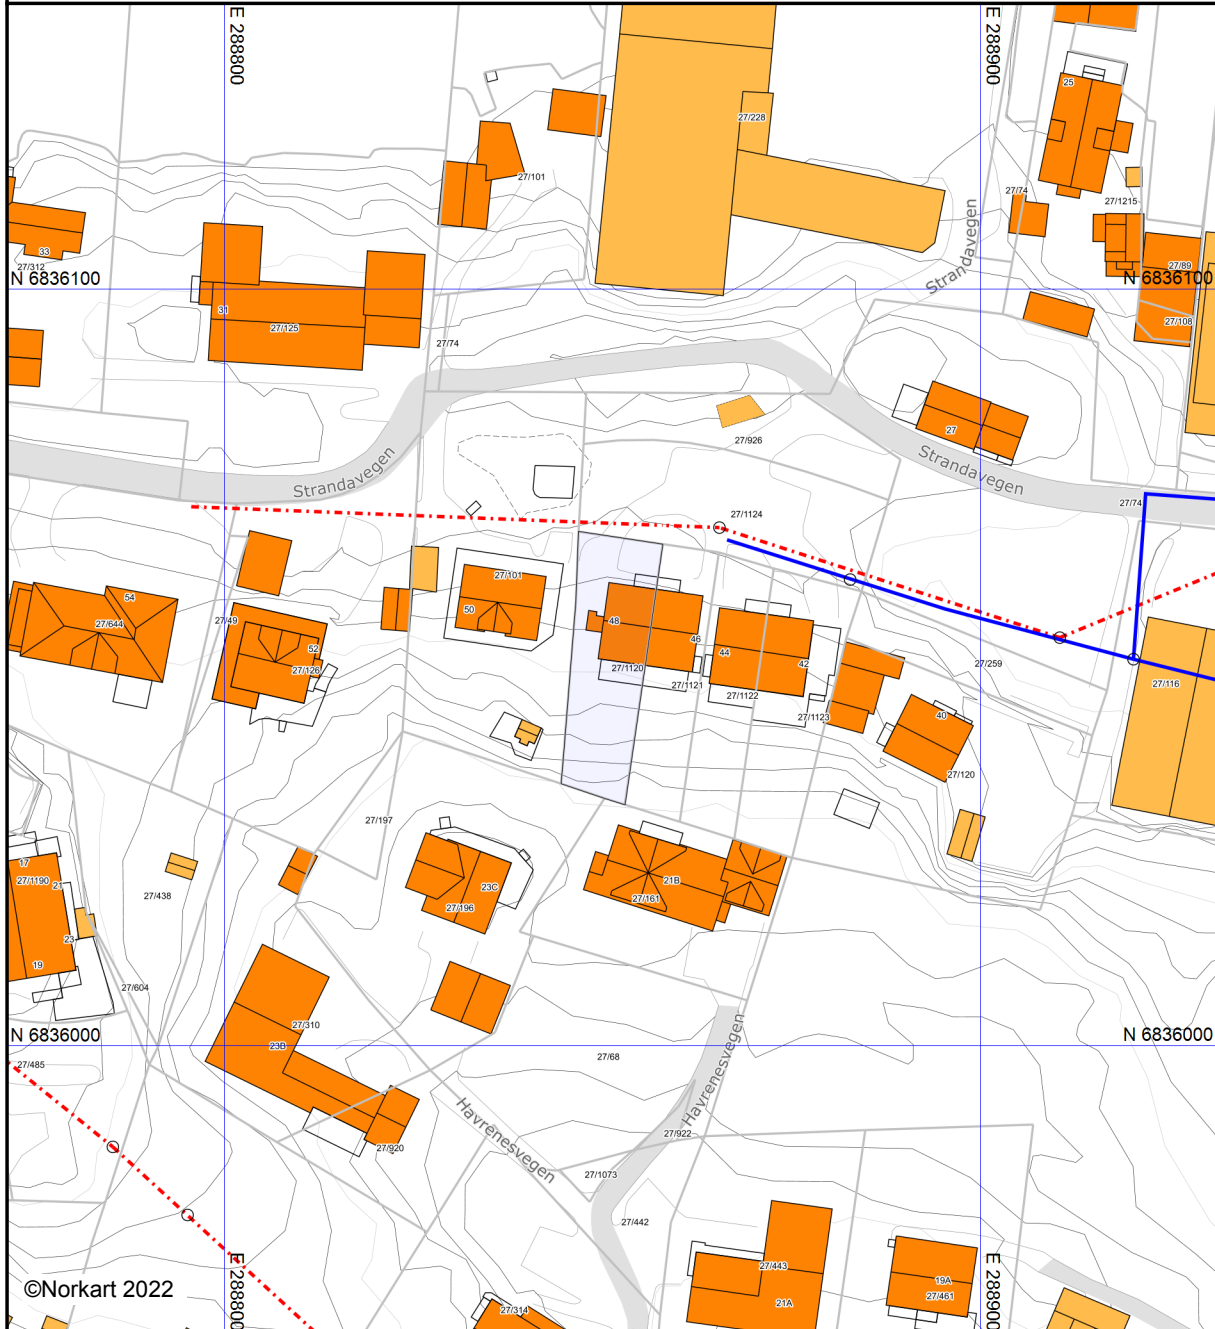 E 288800
E 288900
25
27/228
27/101
27/74
27/1215
Strandavegen
33
27/312
27/89
N 6836100
N 6836100
31
27/125
27/108
27/74
27
27/926
Strandavegen
Strandavegen
27/74
27/1124
27/101
54
50
27/644
27/49
48
46
52
44
42
27/126
27/1120
27/259
27/1121
27/116
27/1122
27/1123
40
27/120
27/197
17
27/1190
21
21B
23C
27/438
27/161
27/196
23
19
27/604
27/310
N 6836000
N 6836000
23B
27/68
27/485
Havrenesvegen
Havrenesvegen
27/922
27/920
27/1073
27/442
27/443
E 288800
E 288900
19A
©Norkart 2022
27/461
21A
27/314